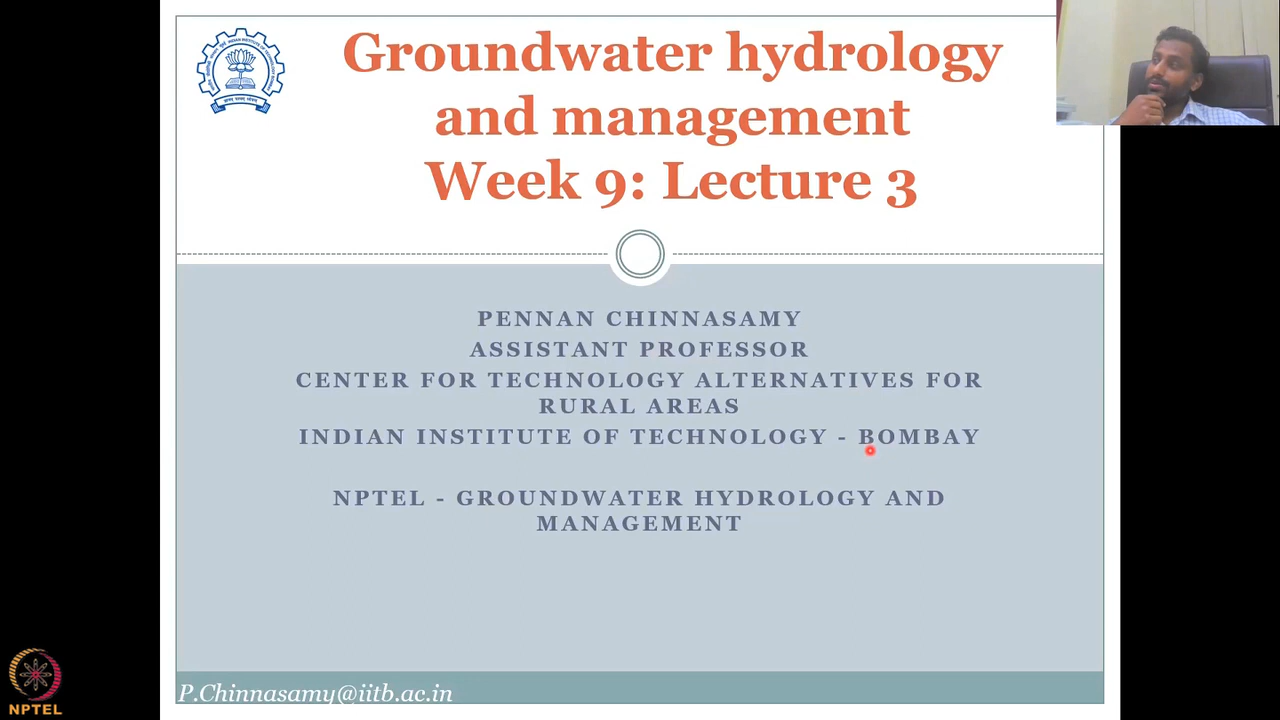 Groundwater hydrology
and management
Week 9: Lecture 3
PENNAN CHINNASAMY
ASSISTANT PROFESSOR
CENTER FOR TECHNOLOGY ALTERNATIVES FOR
RURAL AREAS
INDIAN INSTITUTE OF TECHNOLOGY - BOMBAY
NPTEL - GROUNDWATER HYDROLOGY AND
MANAGEMENT
P.Chinnasamy@iitb.ac.in
NPTEL